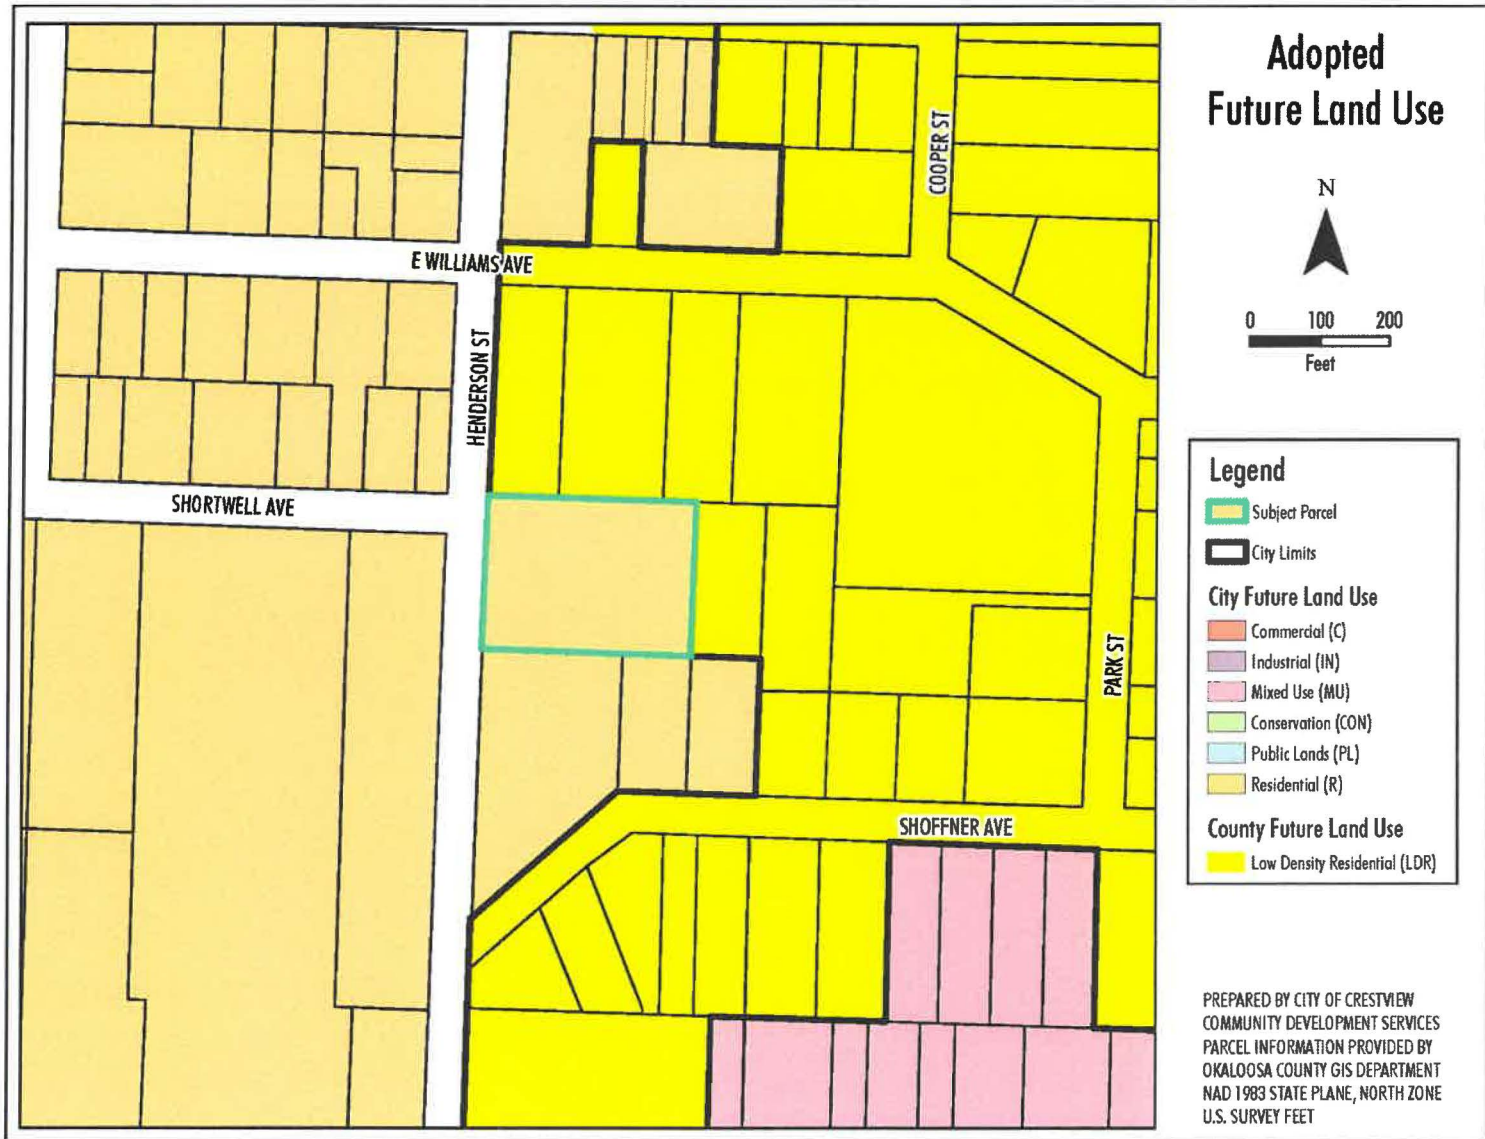 Adopted
Future Land Use
N
0 100 200
Feet
COOPER ST
E WILLIAMS AVE
HENDERSON ST
SHORTWELL AVE
PARK ST
SHOFFNER AVE
Legend
Subject Parcel
City Limits
City Future Land Use
Commercial (C)
Industrial (IN)
Mixed Use (MU)
Conservation (CON)
Public Lands (PL)
Residential (R)
County Future Land Use
Low Density Residential (LDR)
PREPARED BY CITY OF CRESTVIEW
COMMUNITY DEVELOPMENT SERVICES
PARCEL INFORMATION PROVIDED BY
OKALOOSA COUNTY GIS DEPARTMENT
NAD 1983 STATE PLANE, NORTH ZONE
U.S. SURVEY FEET